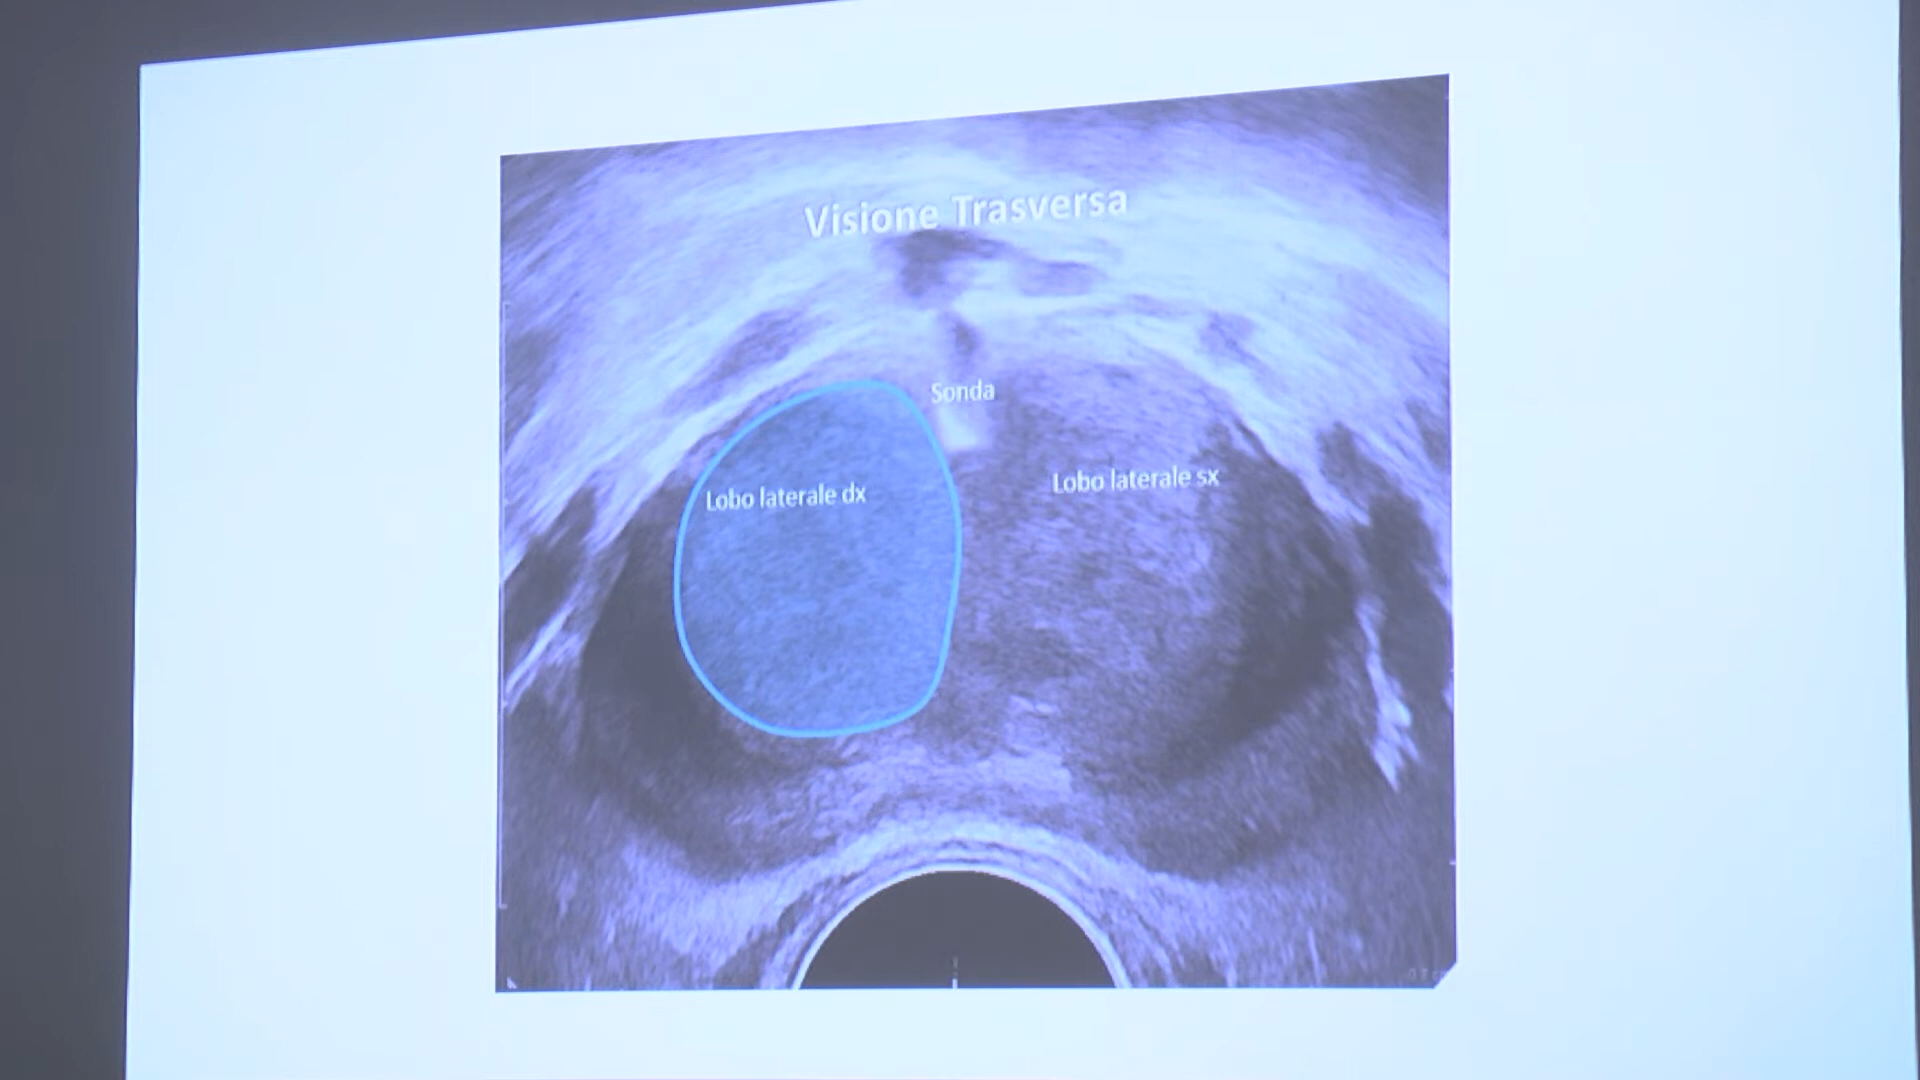 Visione Trasversa
Sonda
Lobo laterale dx
Lobo laterale sx